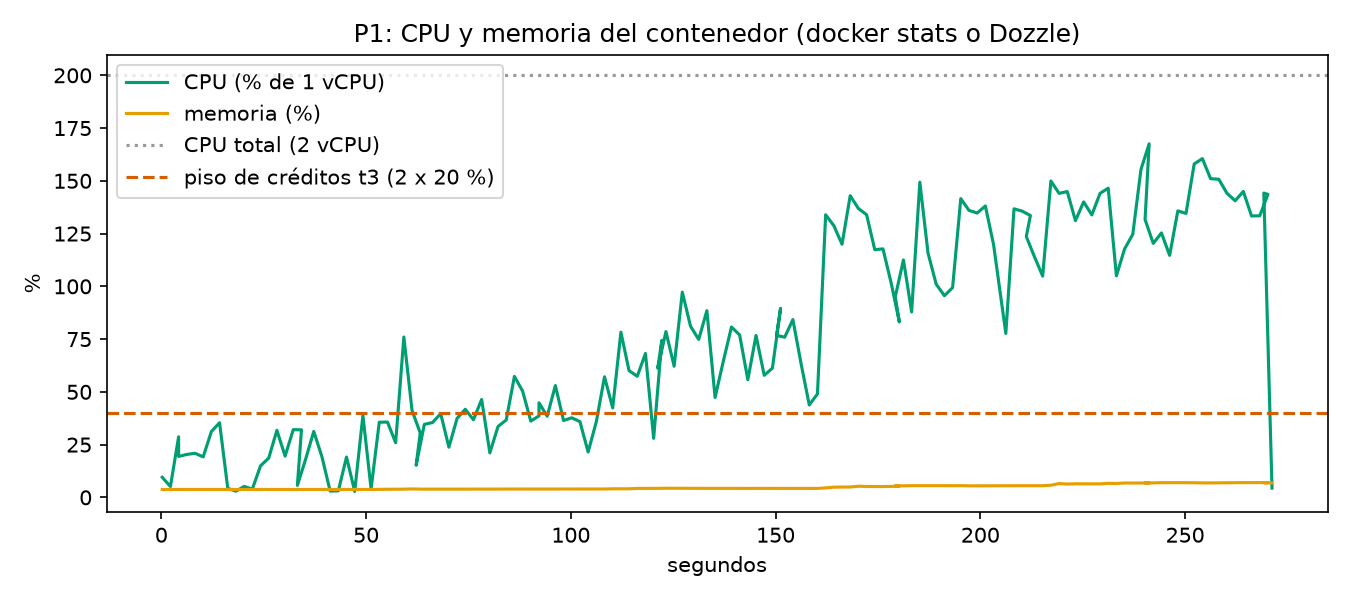 P1: CPU y memoria del contenedor (docker stats o Dozzle)
CPU (% de 1 vCPU)
memoria (%)
CPU total (2 vCPU)
piso de créditos t3 (2 x 20 %)
%
200
175
150
125
100
75
50
25
0
0 50 100 150 200 250
segundos